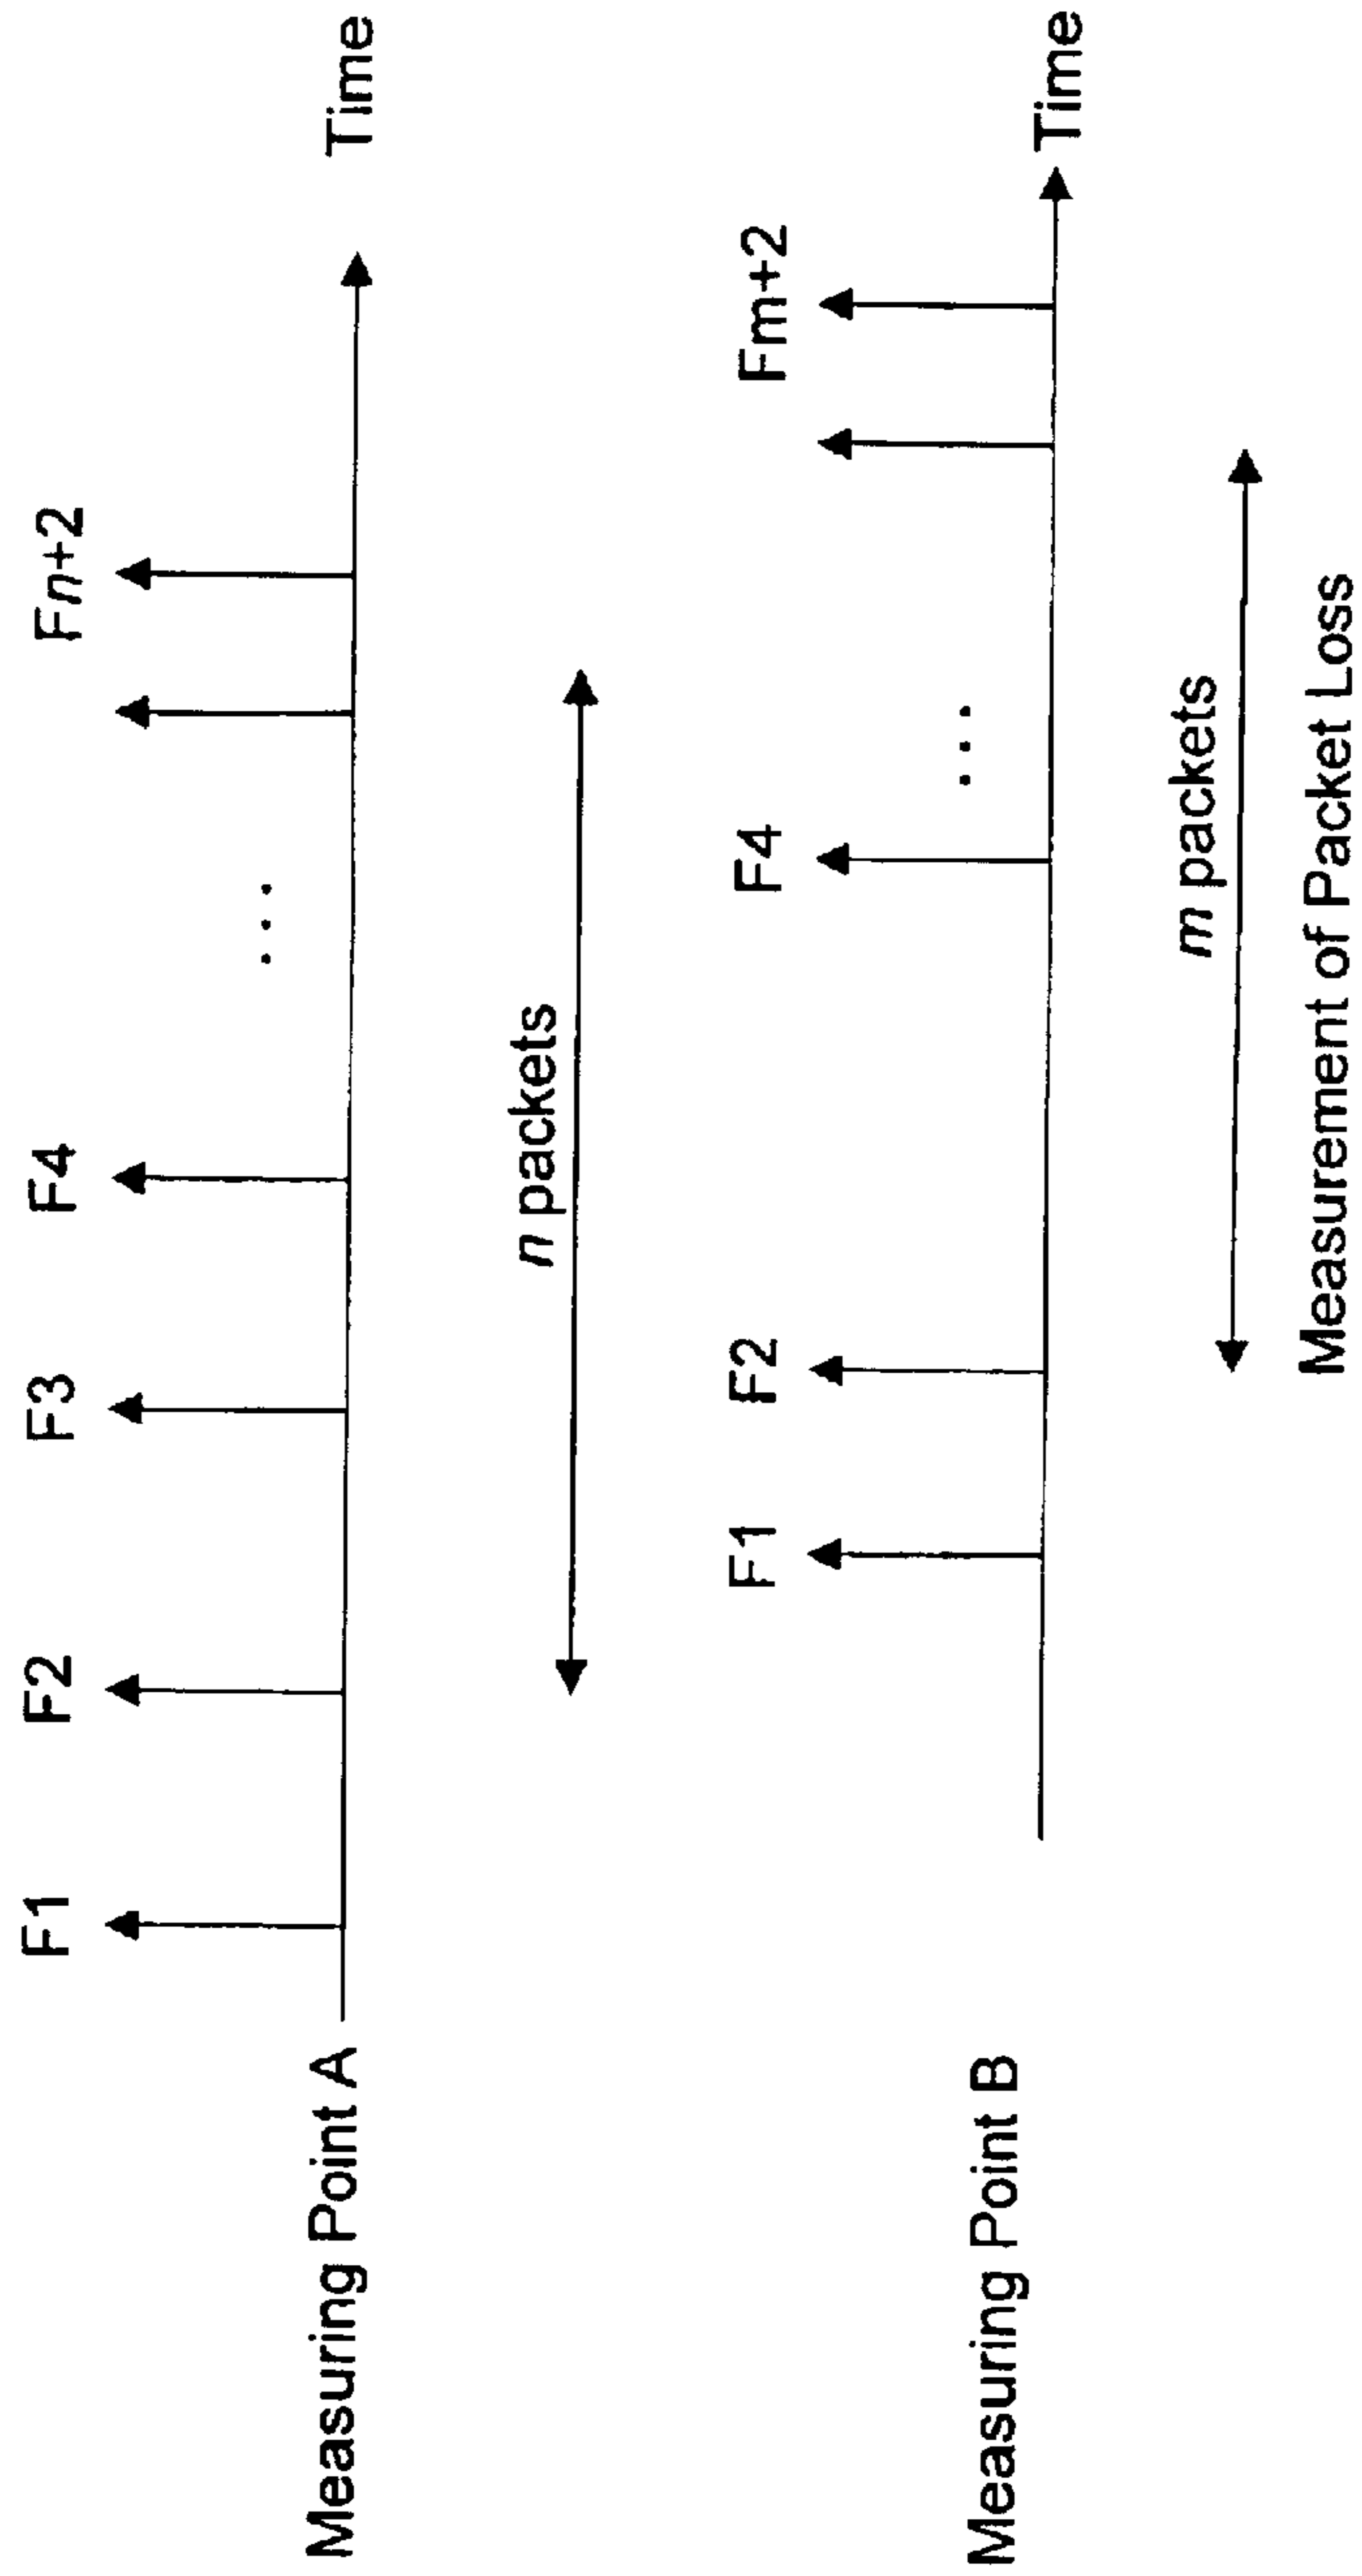 F1 F2 F3 F4 ... Fn+2
Measuring Point A Time
n packets
F1 F2 F4 ... Fm+2
Measuring Point B Time
m packets
Measurement of Packet Loss